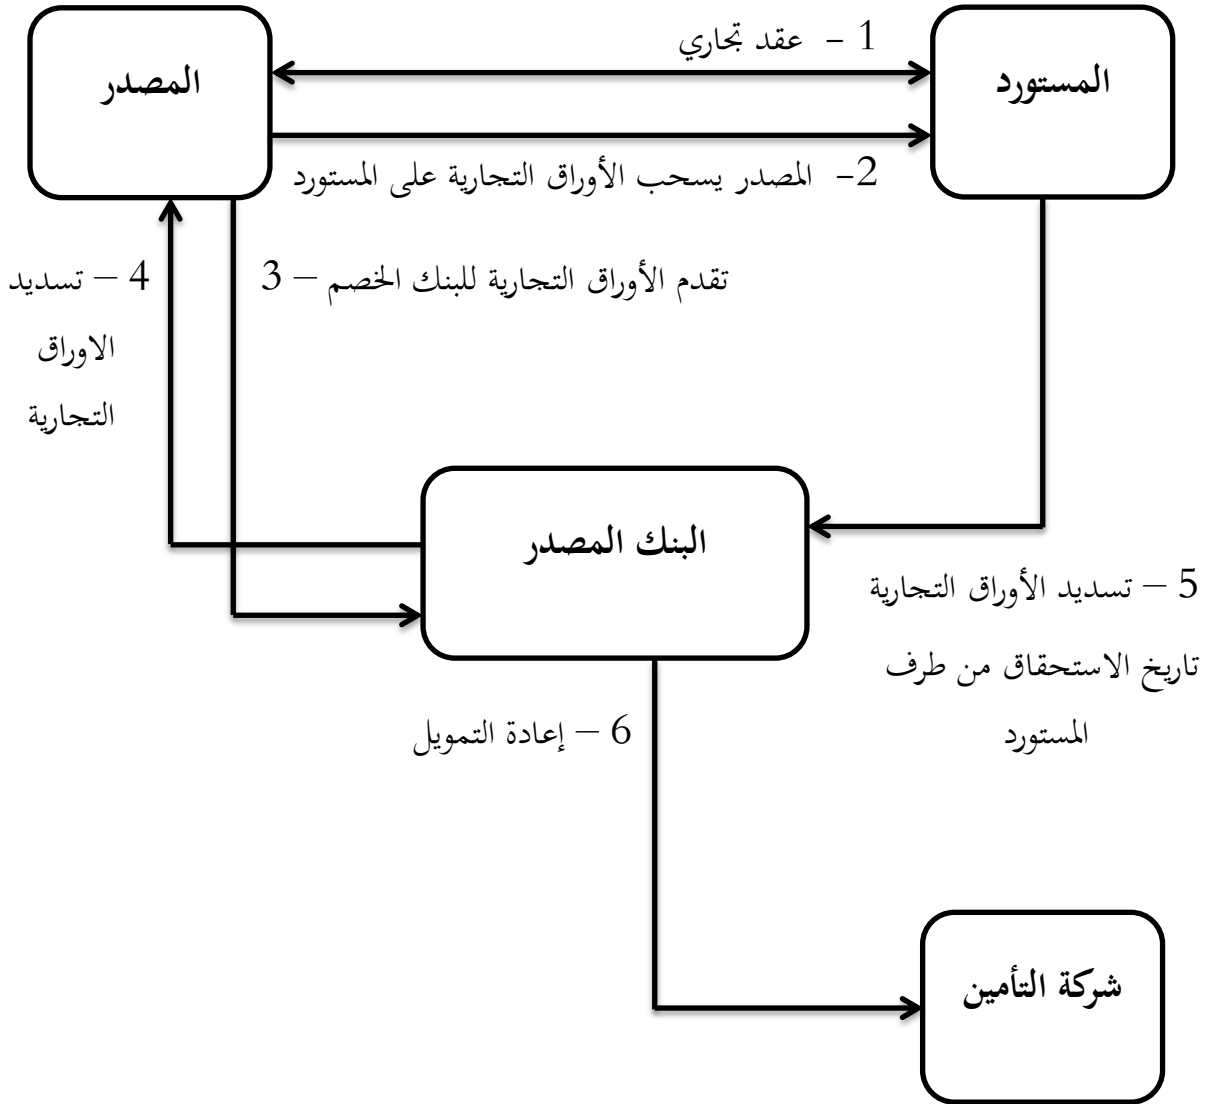 1 - عقد تجاري
المستورد
المصدر
2- المصدر يسحب الأوراق التجارية على المستورد
تقدم الأوراق التجارية للبنك الخصم – 3
4 – تسديد
الاوراق
التجارية
البنك المصدر
5 – تسديد الأوراق التجارية
تاريخ الاستحقاق من طرف
المستورد
6 – إعادة التمويل
شركة التأمين